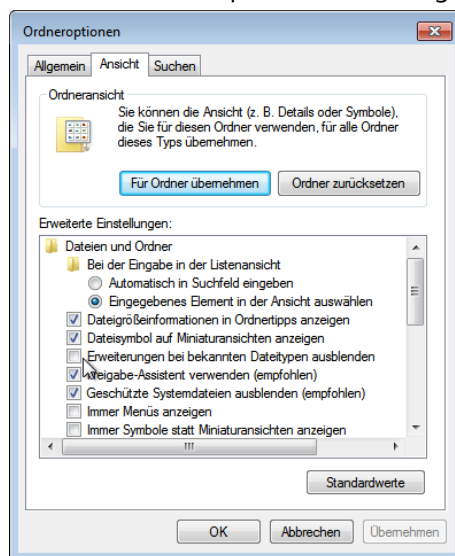 Ordneroptionen
Allgemein Ansicht Suchen
Ordneransicht
Sie können die Ansicht (z. B. Details oder Symbole),
die Sie für diesen Ordner verwenden, für alle Ordner
dieses Typs übernehmen.
Für Ordner übernehmen Ordner zurücksetzen
Erweiterte Einstellungen:
Dateien und Ordner
Bei der Eingabe in der Listenansicht
Automatisch in Suchfeld eingeben
Eingegebenes Element in der Ansicht auswählen
Dateigrößeinformationen in Ordnertipps anzeigen
Dateisymbol auf Miniaturansichten anzeigen
Erweiterungen bei bekannten Dateitypen ausblenden
verwenden (empfohlen)
Geschützte Systemdateien ausblenden (empfohlen)
Immer Menüs anzeigen
Immer Symbole statt Miniaturansichten anzeigen
Standardwerte
OK Abbrechen Übernehmen